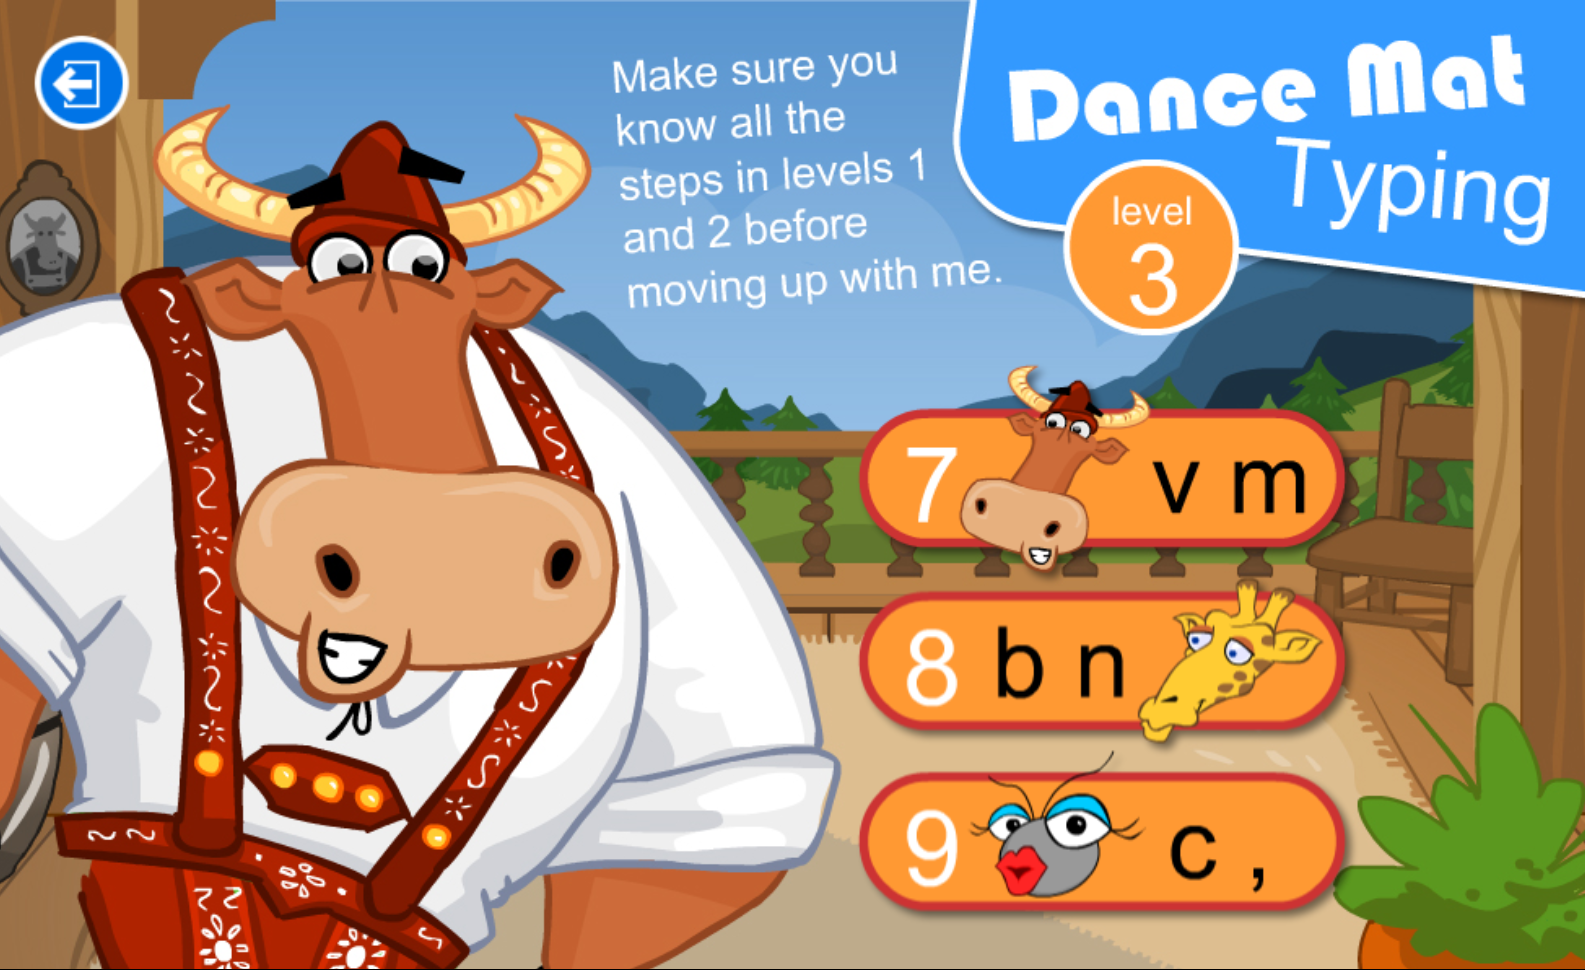 Make sure you
know all the
steps in levels 1
and 2 before
moving up with me.
Dance Mat
Typing
level
3
7 v m
8 b n
9 c ,